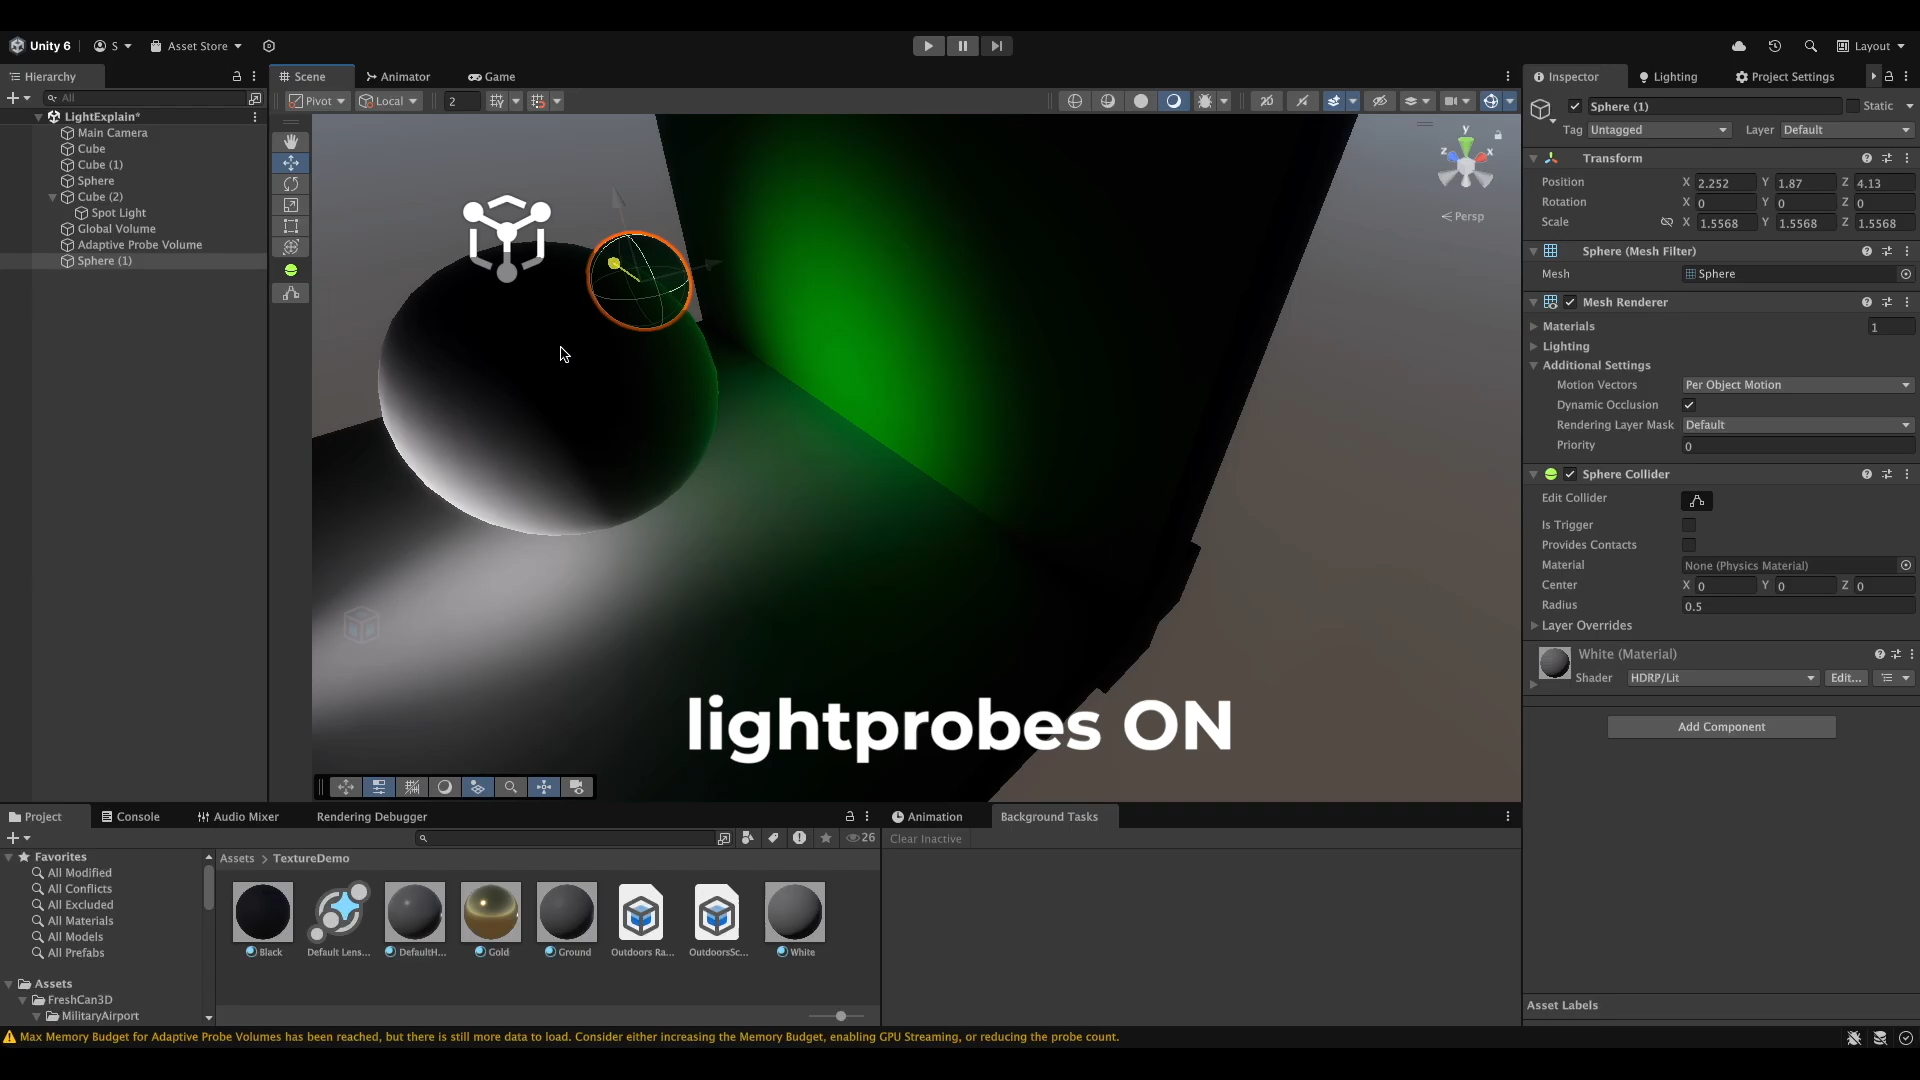 Unity 6
S
Asset Store
Layout
Hierarchy
All
LightExplain*
Main Camera
Cube
Cube (1)
Sphere
Cube (2)
Spot Light
Global Volume
Adaptive Probe Volume
Sphere (1)
Scene
Animator
Game
Pivot
Local
2
2D
y
z
x
Persp
lightprobes ON
Inspector
Lighting
Project Settings
Sphere (1)
Static
Tag Untagged
Layer Default
Transform
Position X 2.252 Y 1.87 Z 4.13
Rotation X 0 Y 0 Z 0
Scale X 1.5568 Y 1.5568 Z 1.5568
Sphere (Mesh Filter)
Mesh Sphere
Mesh Renderer
Materials 1
Lighting
Additional Settings
Motion Vectors Per Object Motion
Dynamic Occlusion
Rendering Layer Mask Default
Priority 0
Sphere Collider
Edit Collider
Is Trigger
Provides Contacts
Material None (Physics Material)
Center X 0 Y 0 Z 0
Radius 0.5
Layer Overrides
White (Material)
Shader HDRP/Lit Edit...
Add Component
Asset Labels
Project
Console
Audio Mixer
Rendering Debugger
26
Favorites
All Modified
All Conflicts
All Excluded
All Materials
All Models
All Prefabs
Assets
FreshCan3D
MilitaryAirport
Assets > TextureDemo
Black
Default Lens...
DefaultH...
Gold
Ground
Outdoors Ra...
OutdoorsSc...
White
Animation
Background Tasks
Clear Inactive
Max Memory Budget for Adaptive Probe Volumes has been reached, but there is still more data to load. Consider either increasing the Memory Budget, enabling GPU Streaming, or reducing the probe count.